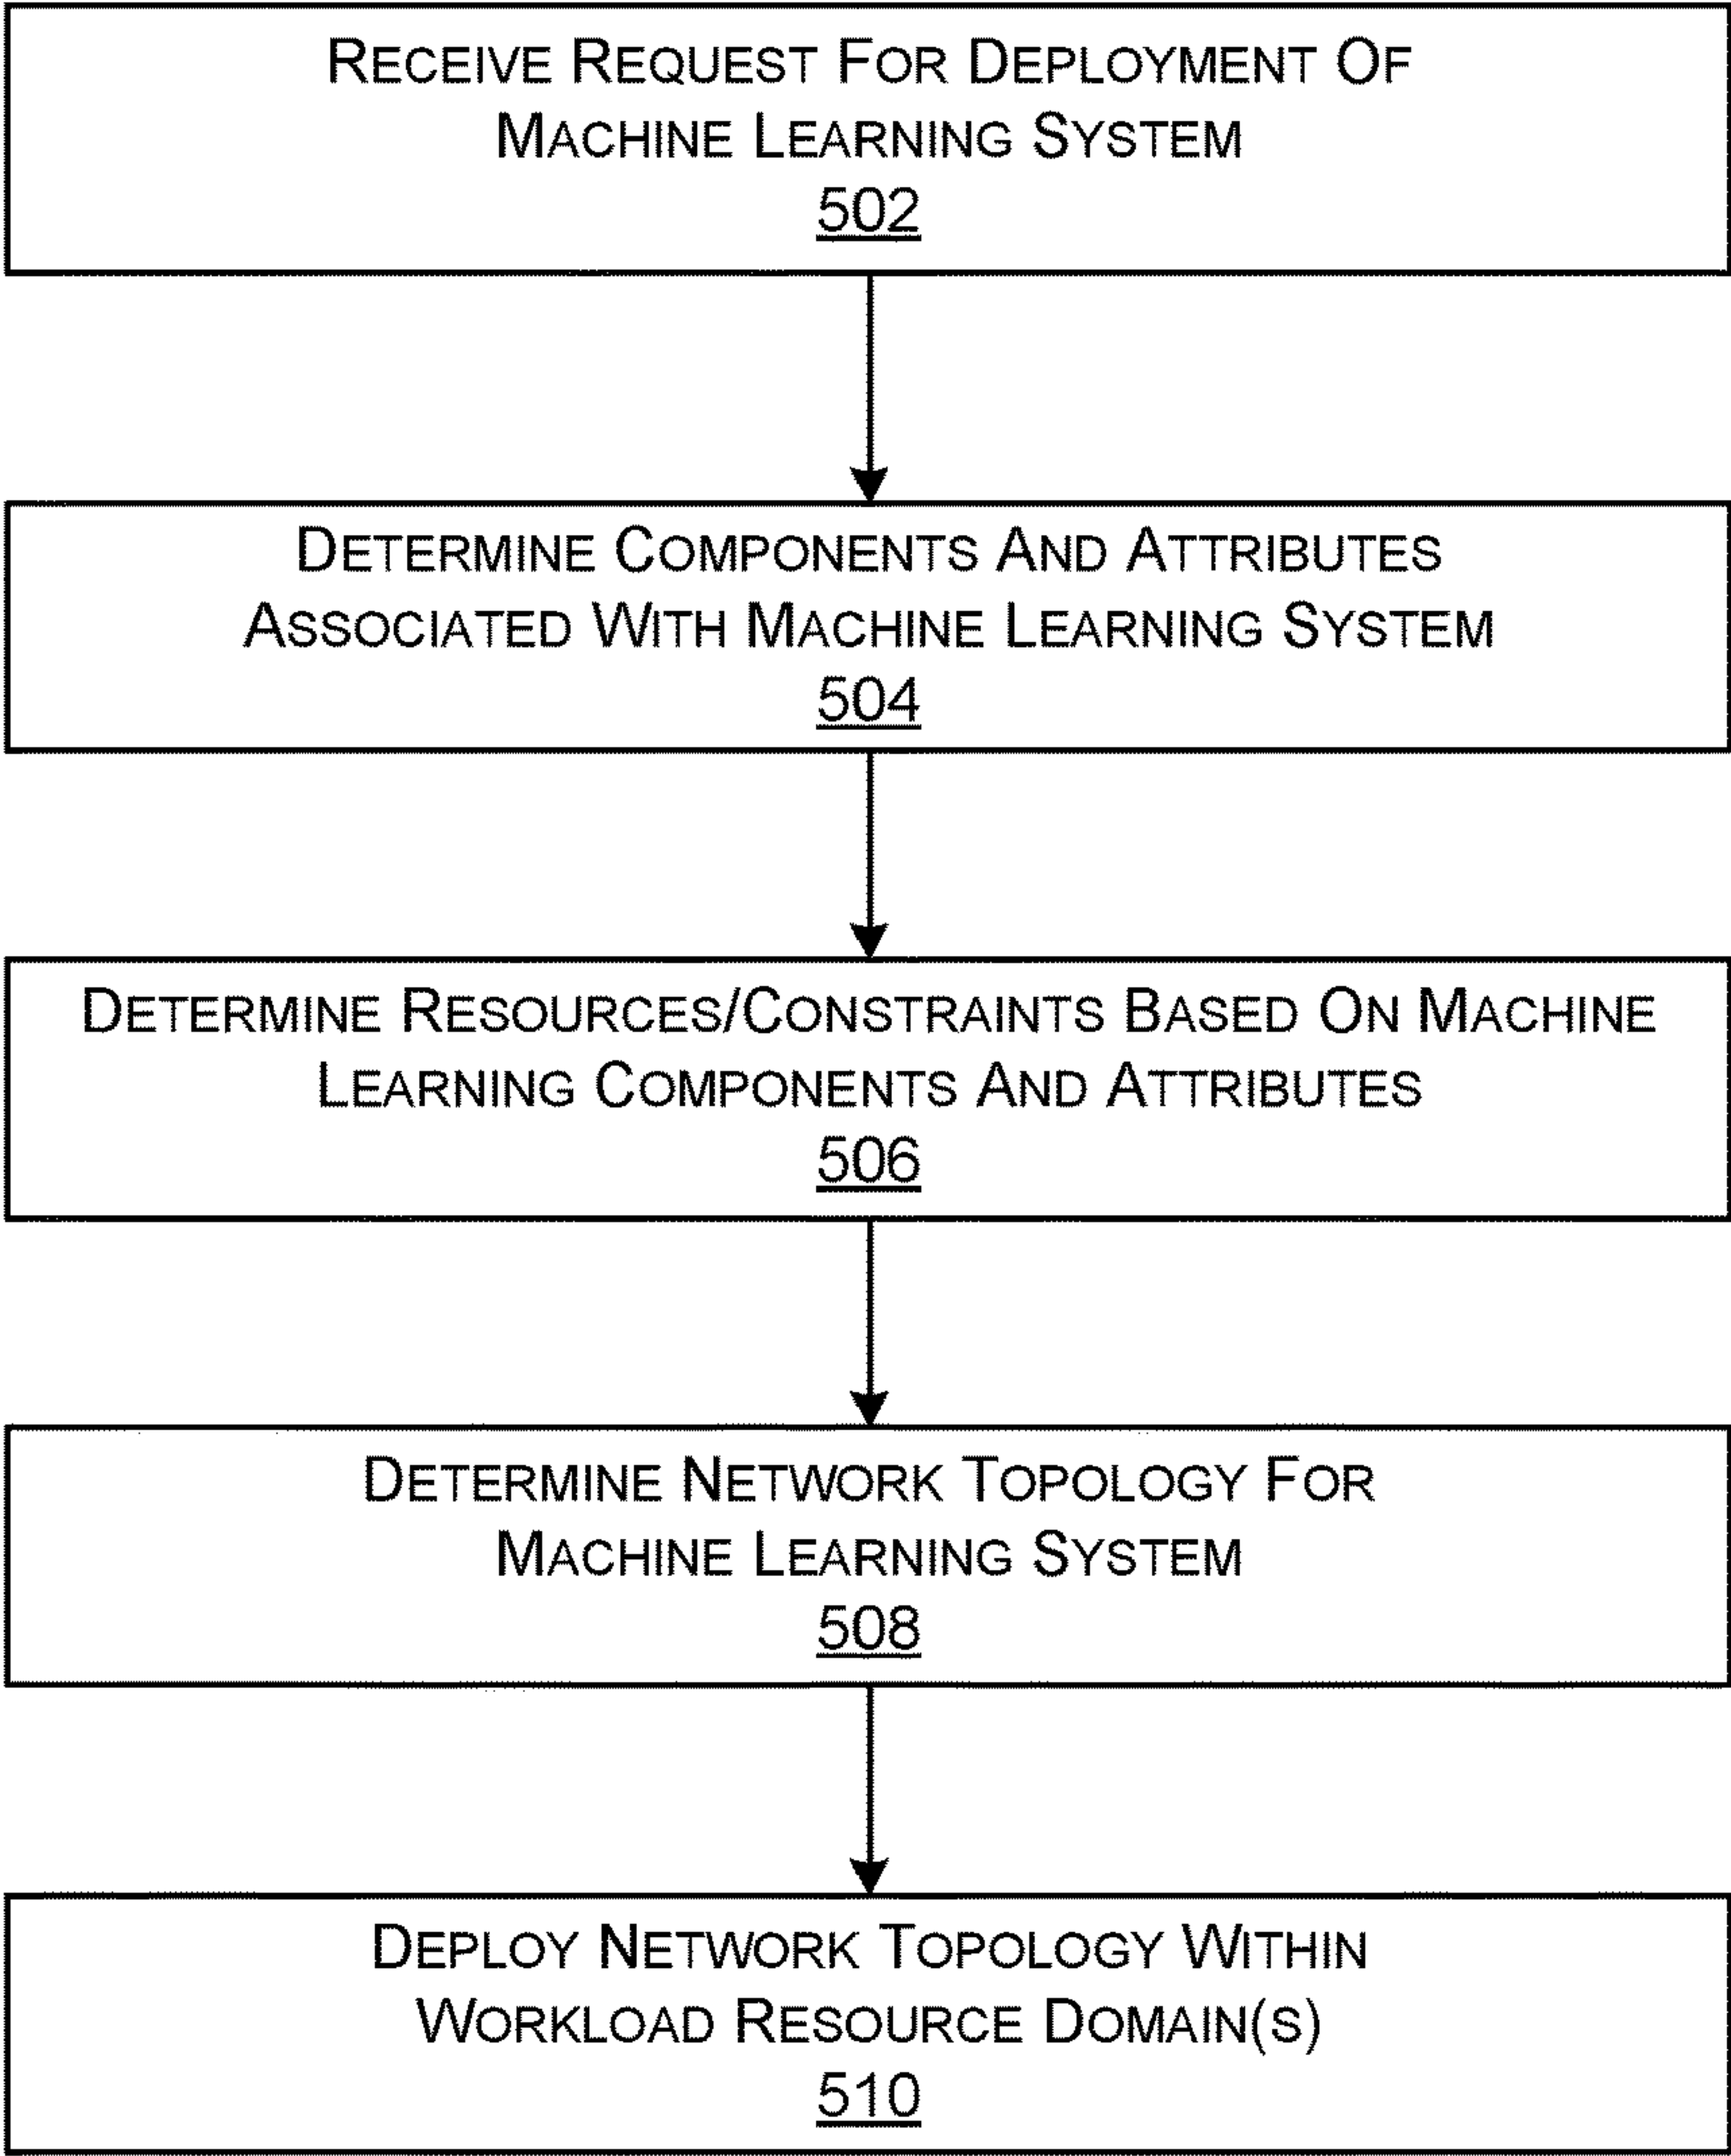 RECEIVE REQUEST FOR DEPLOYMENT OF
MACHINE LEARNING SYSTEM
502
DETERMINE COMPONENTS AND ATTRIBUTES
ASSOCIATED WITH MACHINE LEARNING SYSTEM
504
DETERMINE RESOURCES/CONSTRAINTS BASED ON MACHINE
LEARNING COMPONENTS AND ATTRIBUTES
506
DETERMINE NETWORK TOPOLOGY FOR
MACHINE LEARNING SYSTEM
508
DEPLOY NETWORK TOPOLOGY WITHIN
WORKLOAD RESOURCE DOMAIN(S)
510